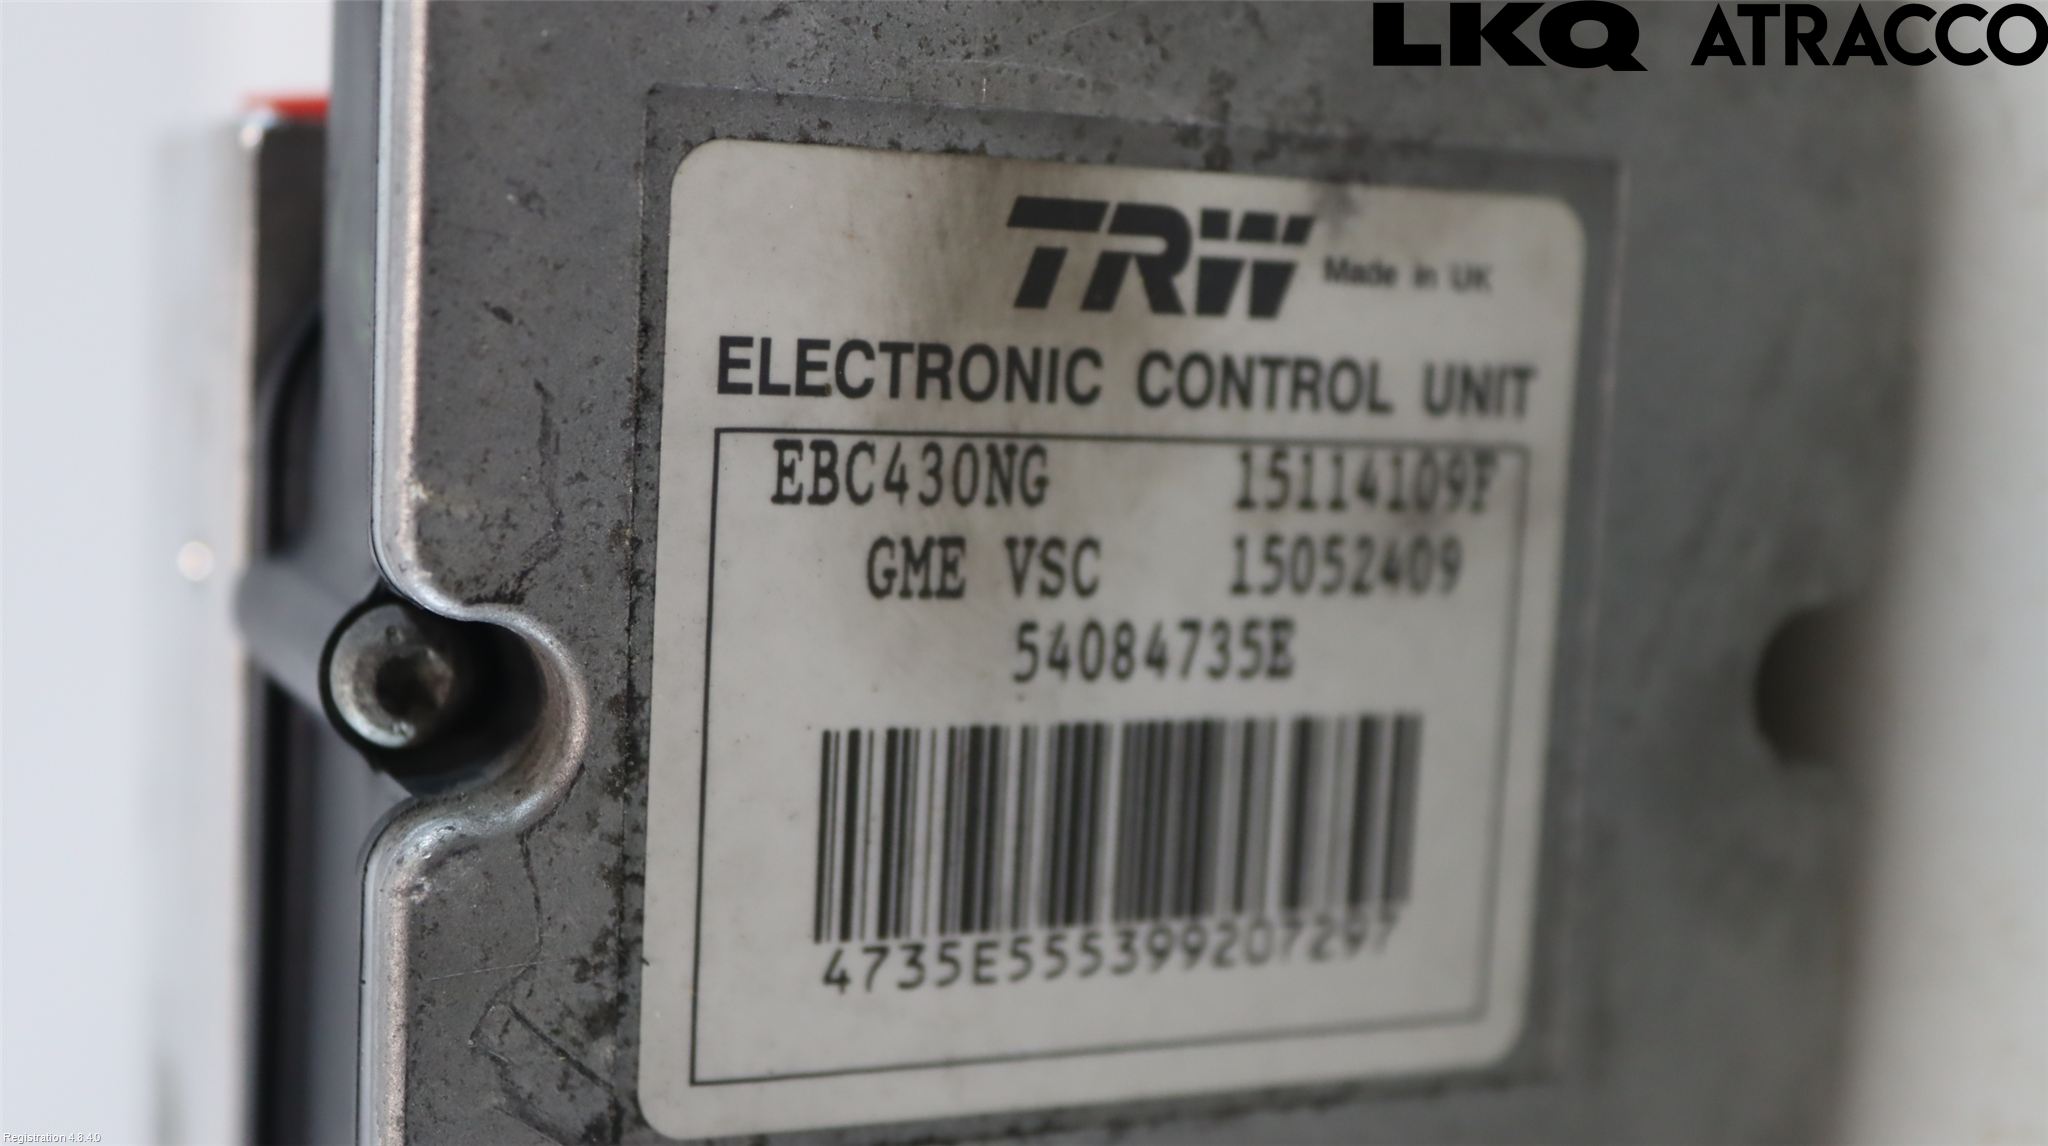 LKQ ATRACCO
TRW Made in UK
ELECTRONIC CONTROL UNIT
EBC430NG 15114109F
GME VSC 15052409
54084735E
4735E555399207297
Registration 4.8.4.0